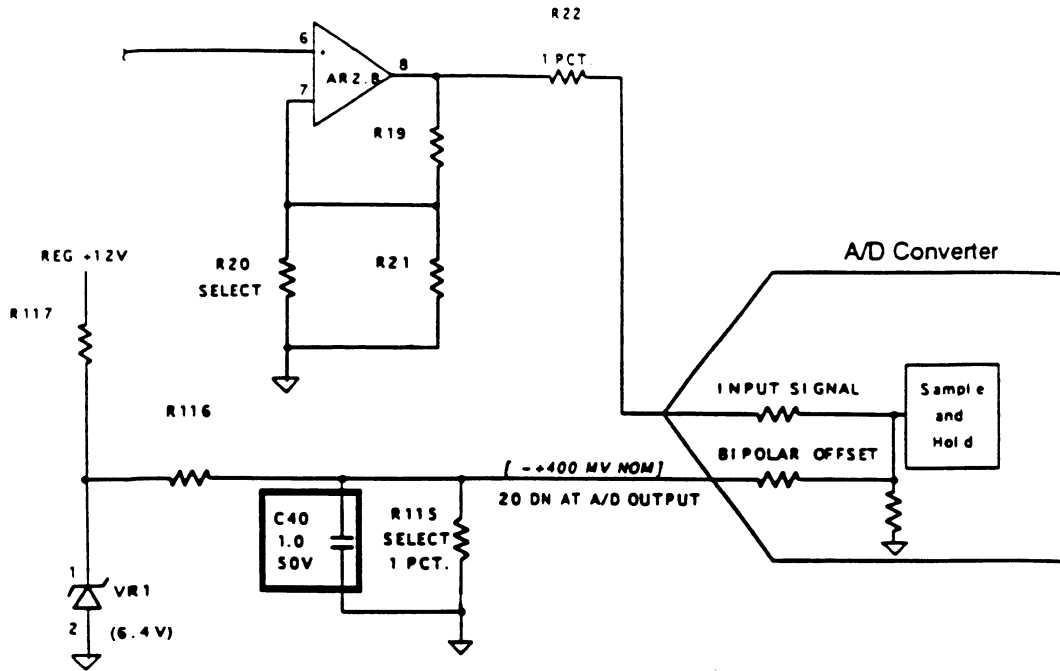 R22
1 PCT.
6
AR2.B
8
7
R19
REG +12V
R20
SELECT
R21
A/D Converter
R117
INPUT SIGNAL
Sample
and
Hold
R116
BIPOLAR OFFSET
[ -+400 MV NOM]
20 DN AT A/D OUTPUT
C40
1.0
50V
R115
SELECT
1 PCT.
1
VR1
2
(6.4V)